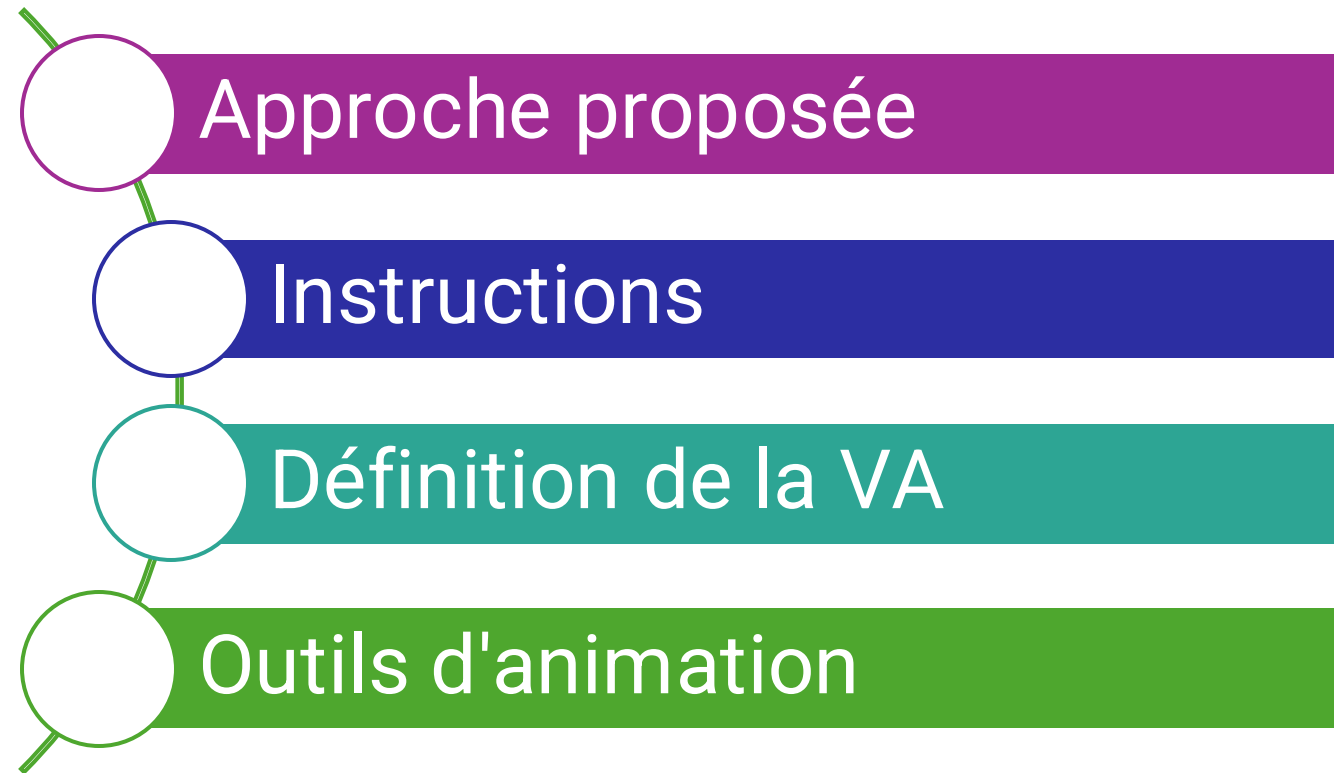 Approche proposée
Instructions
Définition de la VA
Outils d'animation